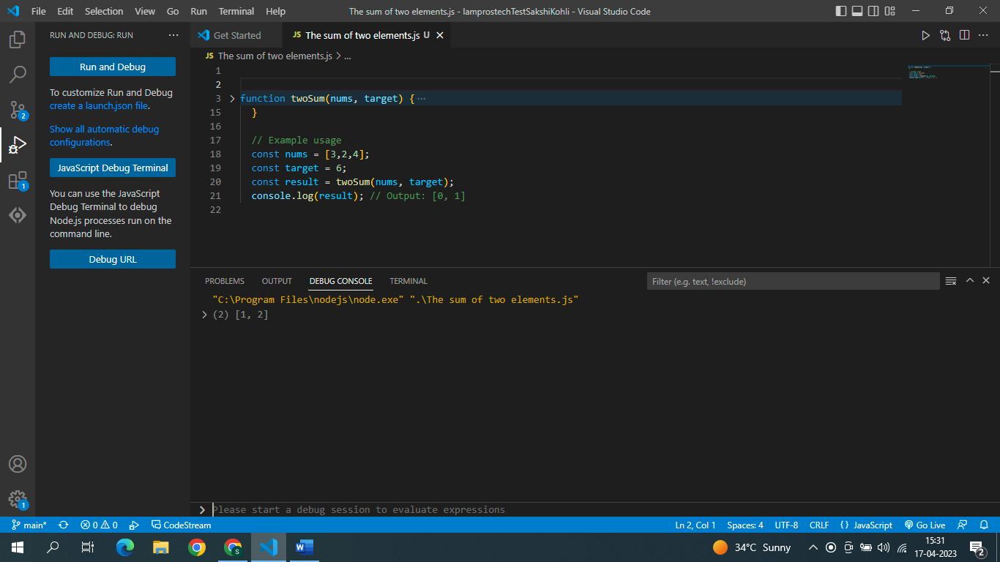 File Edit Selection View Go Run Terminal Help The sum of two elements.js - lamprostechTestSakshiKohli - Visual Studio Code
RUN AND DEBUG: RUN ···
Get Started JS The sum of two elements.js U
JS The sum of two elements.js > ...
Run and Debug
To customize Run and Debug
create a launch.json file.
Show all automatic debug
configurations.
JavaScript Debug Terminal
You can use the JavaScript
Debug Terminal to debug
Node.js processes run on the
command line.
Debug URL
2
1
1
1
2
3 function twoSum(nums, target) { ···
15 }
16
17 // Example usage
18 const nums = [3,2,4];
19 const target = 6;
20 const result = twoSum(nums, target);
21 console.log(result); // Output: [0, 1]
22
PROBLEMS OUTPUT DEBUG CONSOLE TERMINAL Filter (e.g. text, !exclude)
"C:\Program Files\nodejs\node.exe" ".\The sum of two elements.js"
(2) [1, 2]
Please start a debug session to evaluate expressions
main* 0 0 CodeStream Ln 2, Col 1 Spaces: 4 UTF-8 CRLF {} JavaScript Go Live
S W 34°C Sunny 15:31
17-04-2023 2